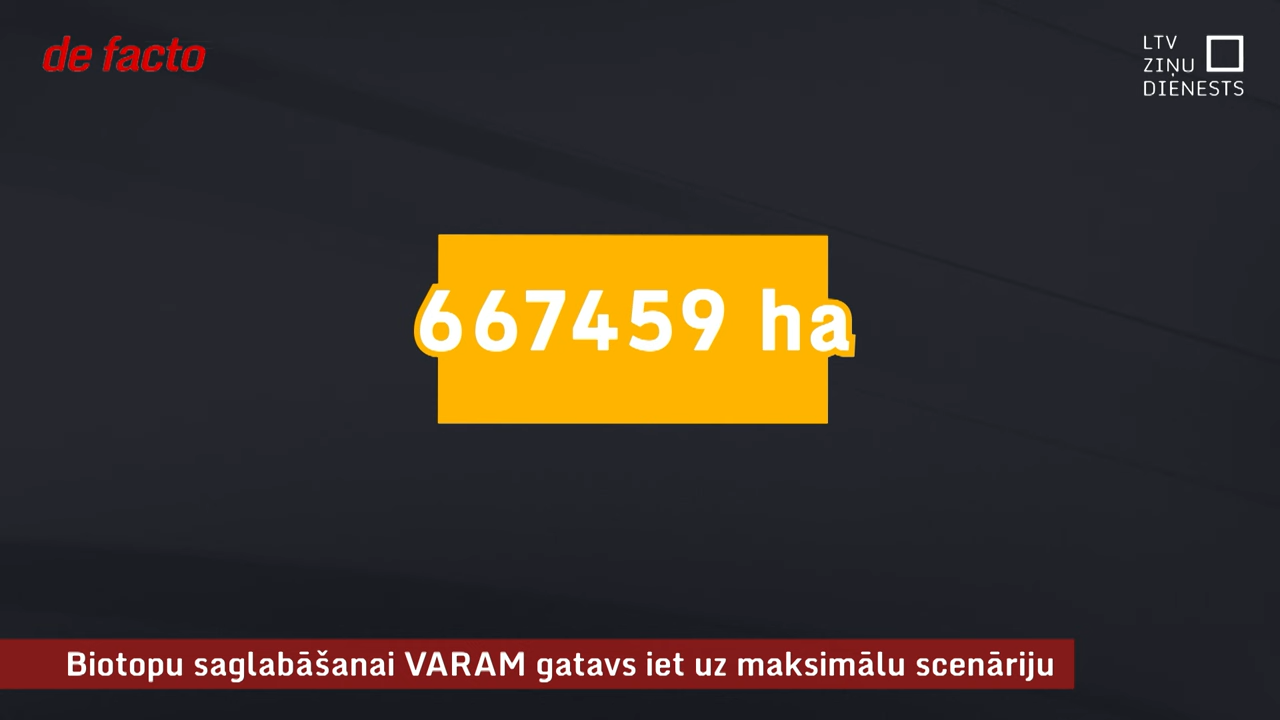 de facto
LTV
ZIŅU
DIENESTS
667459 ha
Biotopu saglabāšanai VARAM gatavs iet uz maksimālu scenāriju